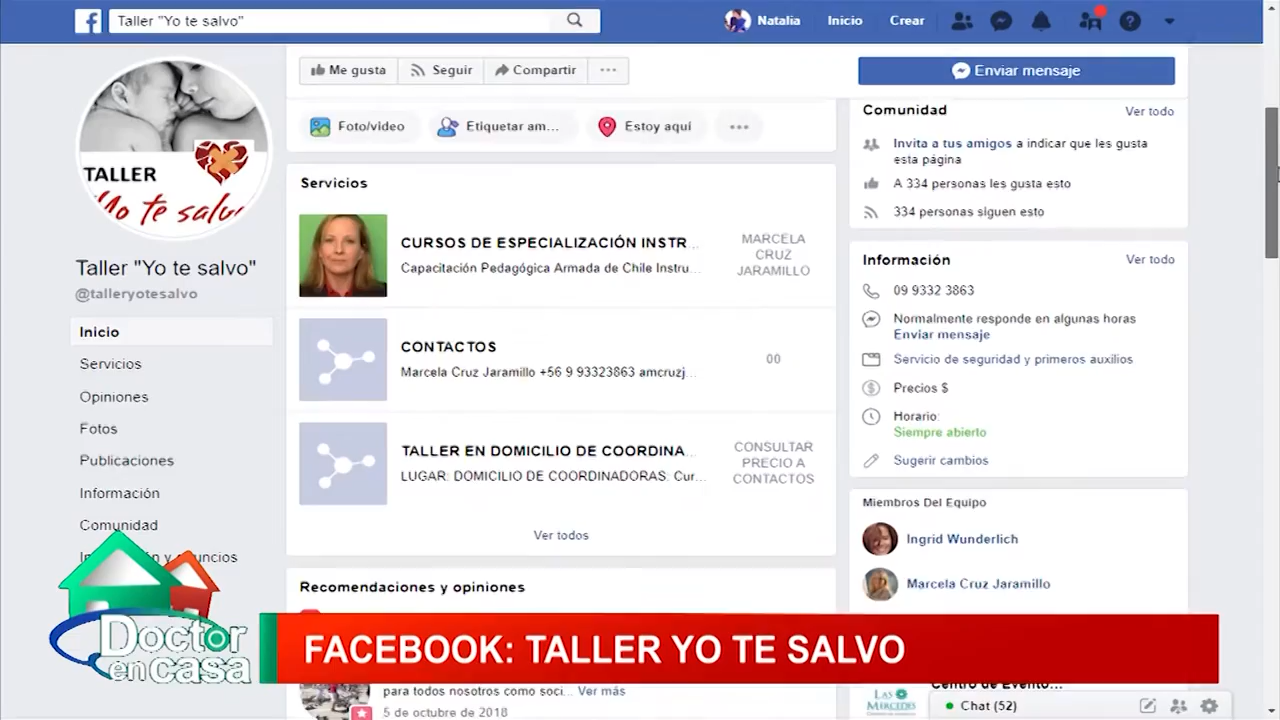 Taller "Yo te salvo"
Natalia
Inicio
Crear
Me gusta
Seguir
Compartir
Enviar mensaje
Foto/video
Etiquetar am...
Estoy aquí
TALLER
Yo te salvo
Taller "Yo te salvo"
@talleryotesalvo
Inicio
Servicios
Opiniones
Fotos
Publicaciones
Información
Comunidad
Servicios
CURSOS DE ESPECIALIZACIÓN INSTR...
Capacitación Pedagógica Armada de Chile Instru...
MARCELA
CRUZ
JARAMILLO
CONTACTOS
Marcela Cruz Jaramillo +56 9 93323863 amcruzj...
00
TALLER EN DOMICILIO DE COORDINA...
LUGAR: DOMICILIO DE COORDINADORAS: Cur...
CONSULTAR
PRECIO A
CONTACTOS
Ver todos
Recomendaciones y opiniones
para todos nosotros como soci... Ver más
5 de octubre de 2018
Comunidad
Ver todo
Invita a tus amigos a indicar que les gusta
esta página
A 334 personas les gusta esto
334 personas siguen esto
Información
Ver todo
09 9332 3863
Normalmente responde en algunas horas
Enviar mensaje
Servicio de seguridad y primeros auxilios
Precios $
Horario:
Siempre abierto
Sugerir cambios
Miembros Del Equipo
Ingrid Wunderlich
Marcela Cruz Jaramillo
LAS
MERCEDES
Centro de Evento...
Chat (52)
Doctor
en casa
FACEBOOK: TALLER YO TE SALVO